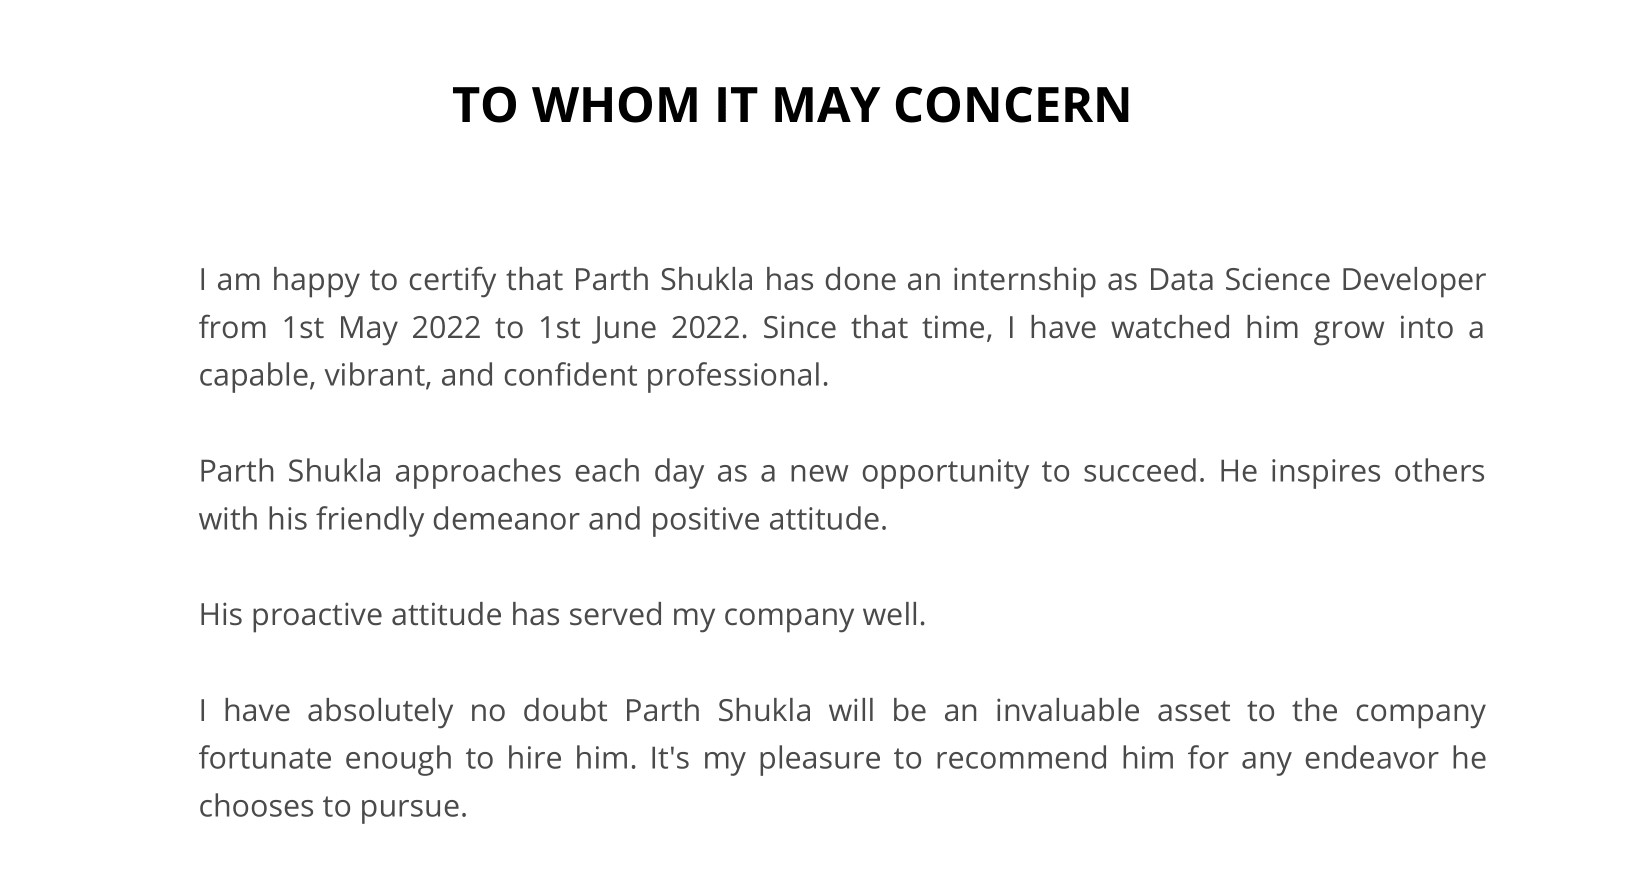 TO WHOM IT MAY CONCERN
I am happy to certify that Parth Shukla has done an internship as Data Science Developer
from 1st May 2022 to 1st June 2022. Since that time, I have watched him grow into a
capable, vibrant, and confident professional.
Parth Shukla approaches each day as a new opportunity to succeed. He inspires others
with his friendly demeanor and positive attitude.
His proactive attitude has served my company well.
I have absolutely no doubt Parth Shukla will be an invaluable asset to the company
fortunate enough to hire him. It's my pleasure to recommend him for any endeavor he
chooses to pursue.